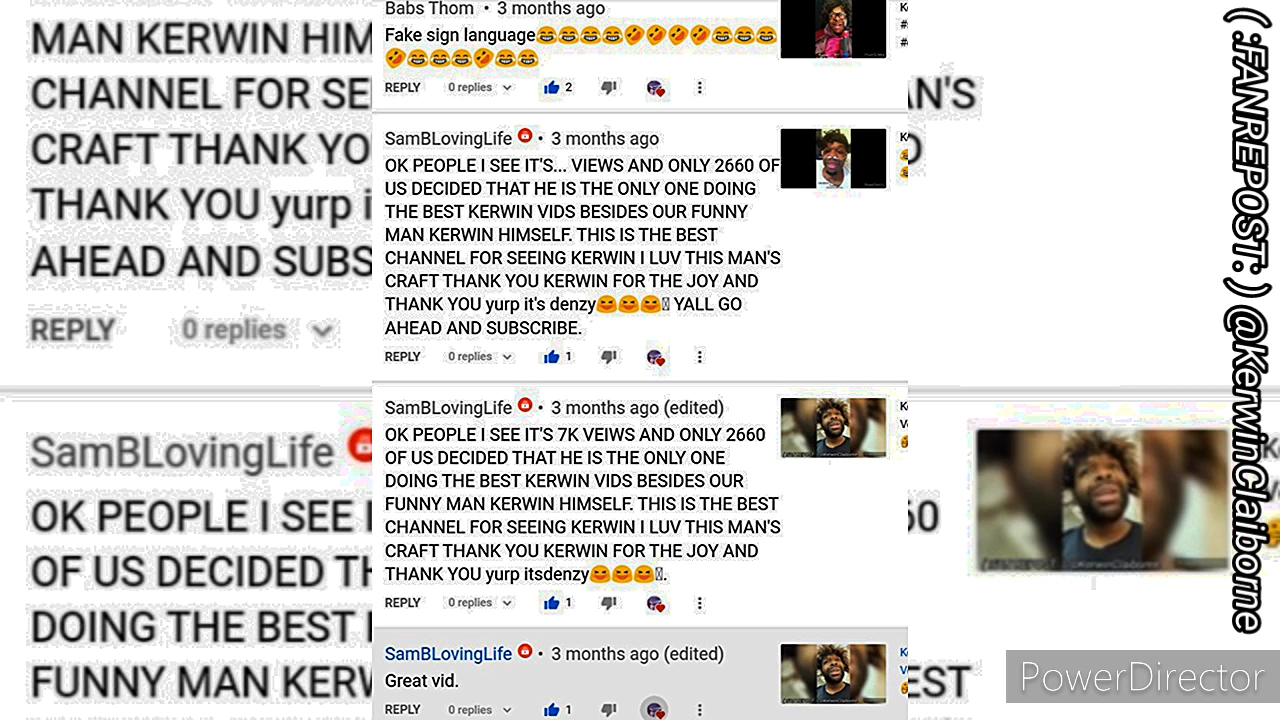 MAN KERWIN HIM
CHANNEL FOR SE
CRAFT THANK YO
THANK YOU yurp i
AHEAD AND SUBS
REPLY 0 replies
SamBLovingLife
OK PEOPLE I SEE I
OF US DECIDED TH
DOING THE BEST
FUNNY MAN KERW
Babs Thom • 3 months ago
Fake sign language😂😂😂😂🤣🤣🤣🤣😂😂😂
🤣😂😂😂🤣😂😂
REPLY 0 replies 2
SamBLovingLife • 3 months ago
OK PEOPLE I SEE IT'S... VIEWS AND ONLY 2660 OF
US DECIDED THAT HE IS THE ONLY ONE DOING
THE BEST KERWIN VIDS BESIDES OUR FUNNY
MAN KERWIN HIMSELF. THIS IS THE BEST
CHANNEL FOR SEEING KERWIN I LUV THIS MAN'S
CRAFT THANK YOU KERWIN FOR THE JOY AND
THANK YOU yurp it's denzy😆😆😆 YALL GO
AHEAD AND SUBSCRIBE.
REPLY 0 replies 1
SamBLovingLife • 3 months ago (edited)
OK PEOPLE I SEE IT'S 7K VEIWS AND ONLY 2660
OF US DECIDED THAT HE IS THE ONLY ONE
DOING THE BEST KERWIN VIDS BESIDES OUR
FUNNY MAN KERWIN HIMSELF. THIS IS THE BEST
CHANNEL FOR SEEING KERWIN I LUV THIS MAN'S
CRAFT THANK YOU KERWIN FOR THE JOY AND
THANK YOU yurp itsdenzy😆😆😆.
REPLY 0 replies 1
SamBLovingLife • 3 months ago (edited)
Great vid.
REPLY 0 replies 1
AN'S
60
EST
(:FANREPOST:) @KerwinClaiborne
PowerDirector